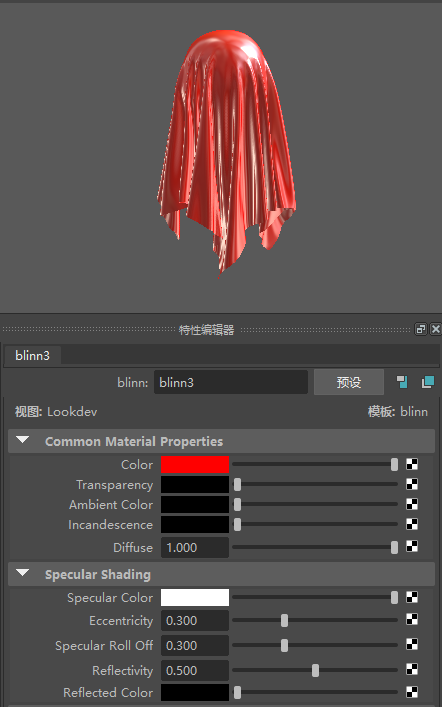 特性编辑器
blinn3
blinn: blinn3 预设
视图: Lookdev 模板: blinn
Common Material Properties
Color
Transparency
Ambient Color
Incandescence
Diffuse 1.000
Specular Shading
Specular Color
Eccentricity 0.300
Specular Roll Off 0.300
Reflectivity 0.500
Reflected Color